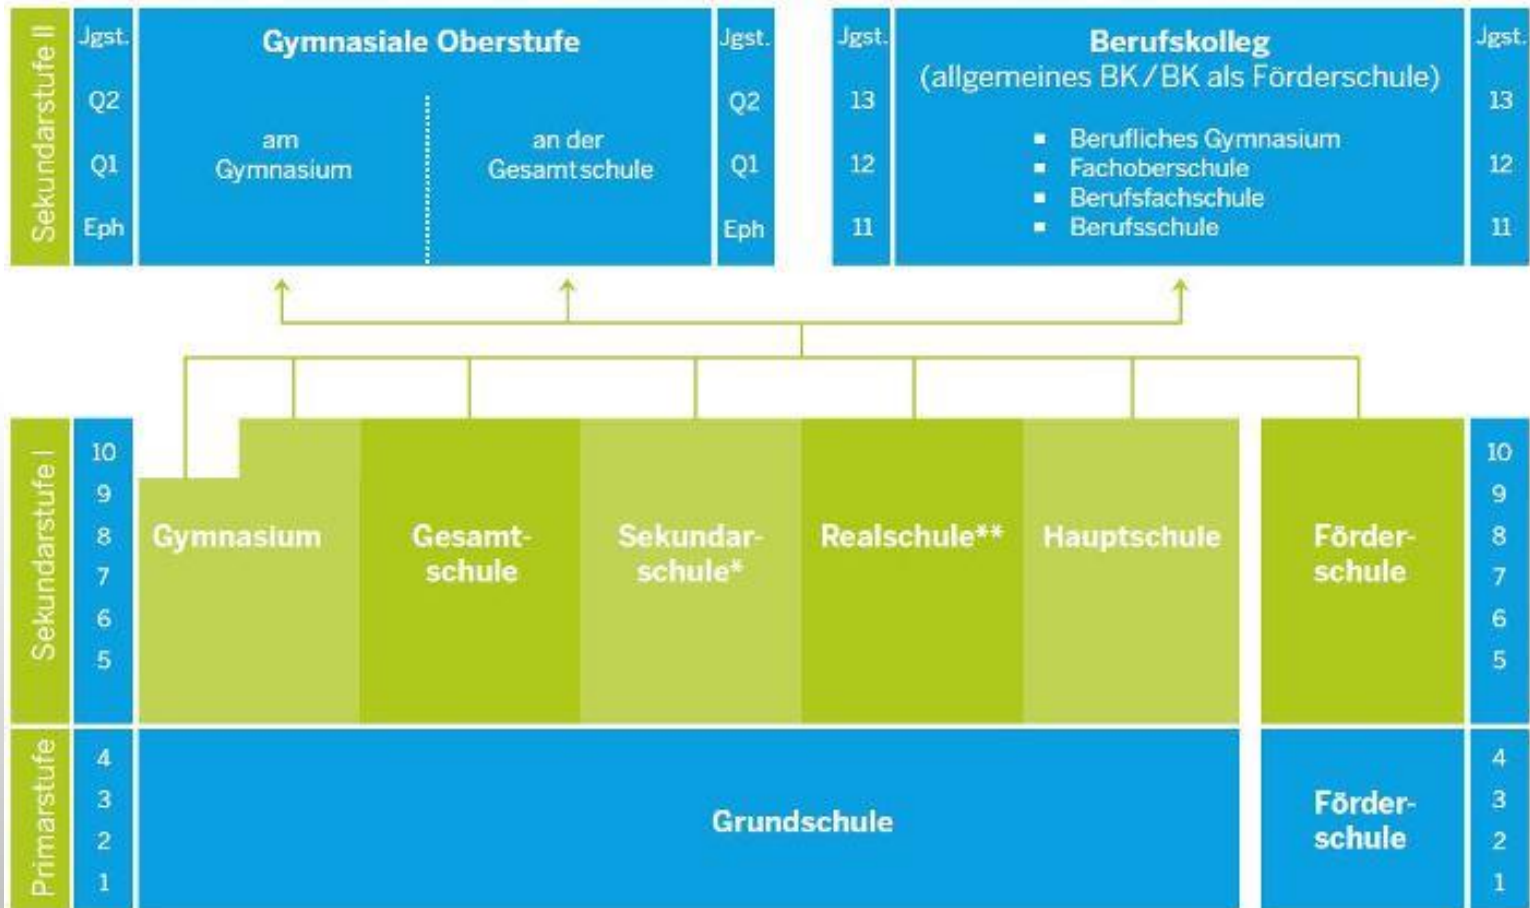 Sekundarstufe II
Jgst.
Q2
Q1
Eph
Gymnasiale Oberstufe
am
Gymnasium
an der
Gesamtschule
Jgst.
Q2
Q1
Eph
Jgst.
13
12
11
Berufskolleg
(allgemeines BK/BK als Förderschule)
▪ Berufliches Gymnasium
▪ Fachoberschule
▪ Berufsfachschule
▪ Berufsschule
Jgst.
13
12
11
Sekundarstufe I
10
9
8
7
6
5
Gymnasium
Gesamt-
schule
Sekundar-
schule*
Realschule**
Hauptschule
Förder-
schule
10
9
8
7
6
5
Primarstufe
4
3
2
1
Grundschule
Förder-
schule
4
3
2
1